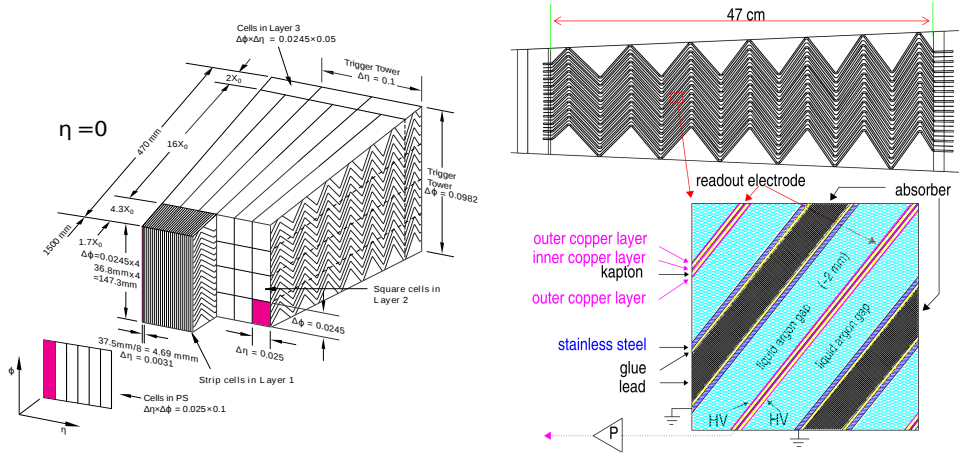 Cells in Layer 3
Δϕ×Δη = 0.0245×0.05
Trigger Tower
Δη = 0.1
2X₀
η = 0
470 mm
16X₀
Trigger
Tower
Δϕ = 0.0982
4.3X₀
1500 mm
1.7X₀
Δϕ=0.0245x4
36.8mmx4
=147.3mm
Square cells in
Layer 2
Δϕ = 0.0245
37.5mm/8 = 4.69 mmm
Δη = 0.0031
Δη = 0.025
Strip cells in Layer 1
ϕ
η
Cells in PS
Δη×Δϕ = 0.025×0.1
47 cm
readout electrode
absorber
outer copper layer
inner copper layer
kapton
outer copper layer
stainless steel
glue
lead
(~2 mm)
liquid argon gap
liquid argon gap
HV
HV
P